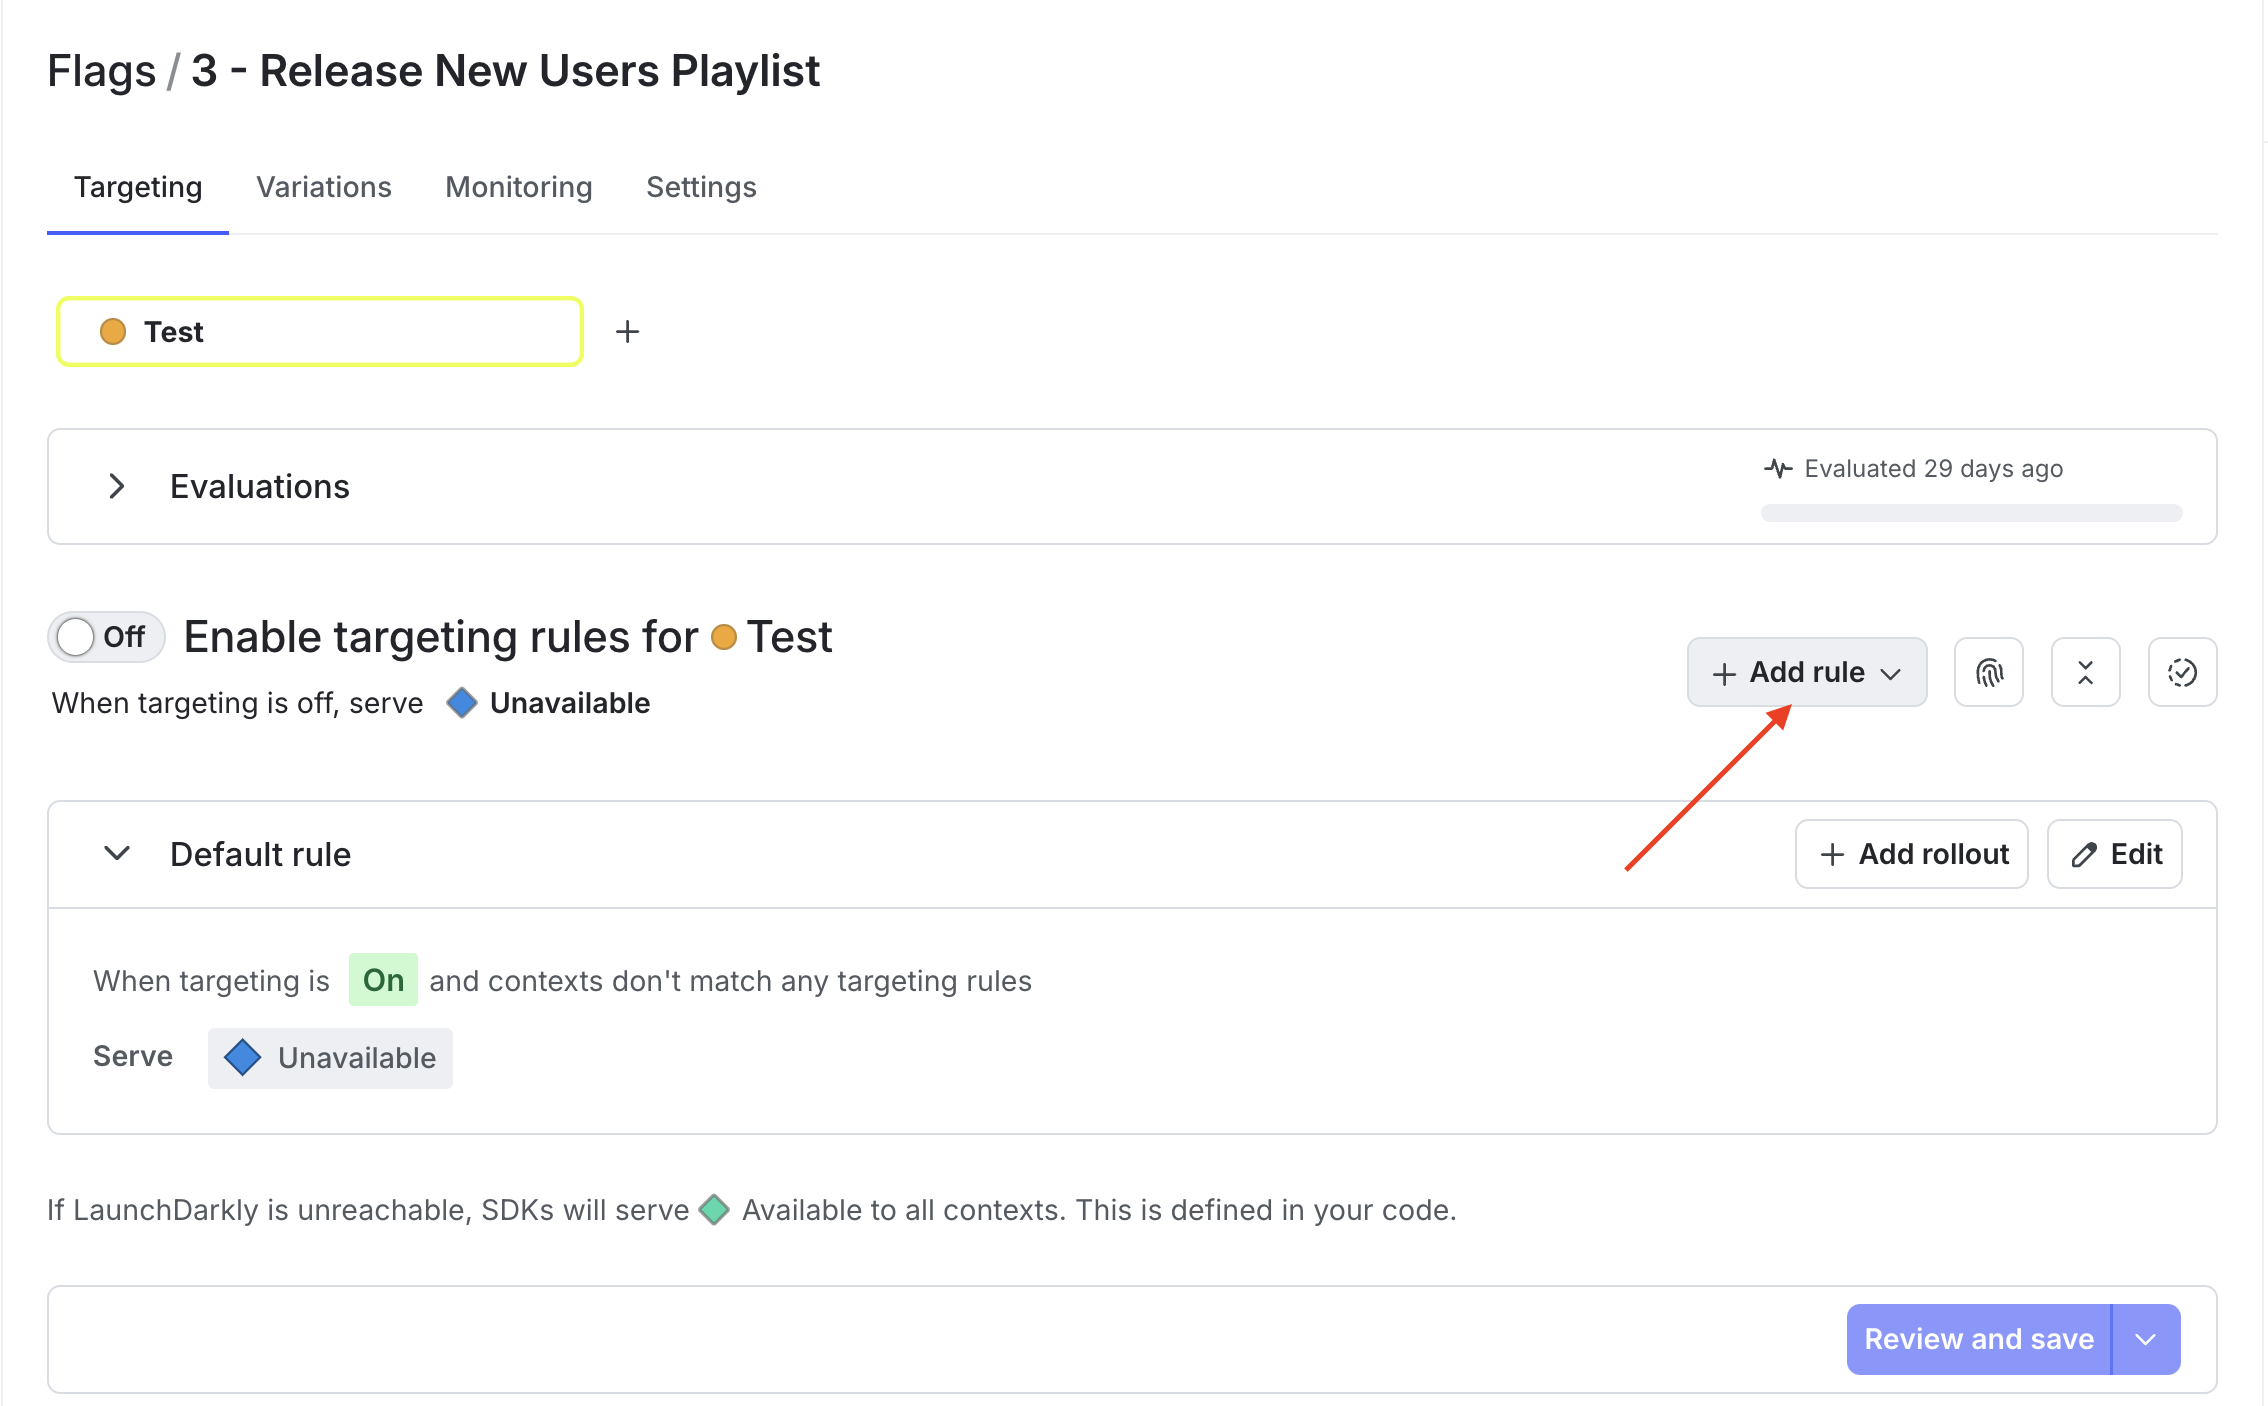 Flags / 3 - Release New Users Playlist
Targeting Variations Monitoring Settings
Test +
Evaluations
Evaluated 29 days ago
Off Enable targeting rules for Test
When targeting is off, serve Unavailable
+ Add rule
Default rule
+ Add rollout
Edit
When targeting is On and contexts don't match any targeting rules
Serve Unavailable
If LaunchDarkly is unreachable, SDKs will serve Available to all contexts. This is defined in your code.
Review and save